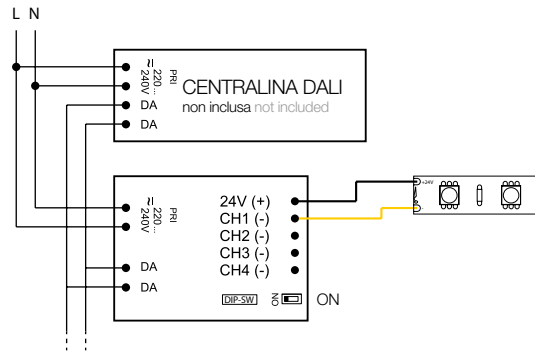 L N
≂ 220... 240V
PRI
DA
DA
CENTRALINA DALI
non inclusa not included
≂ 220... 240V
PRI
DA
DA
24V (+)
CH1 (-)
CH2 (-)
CH3 (-)
CH4 (-)
DIP-SW
ON
ON
+24V